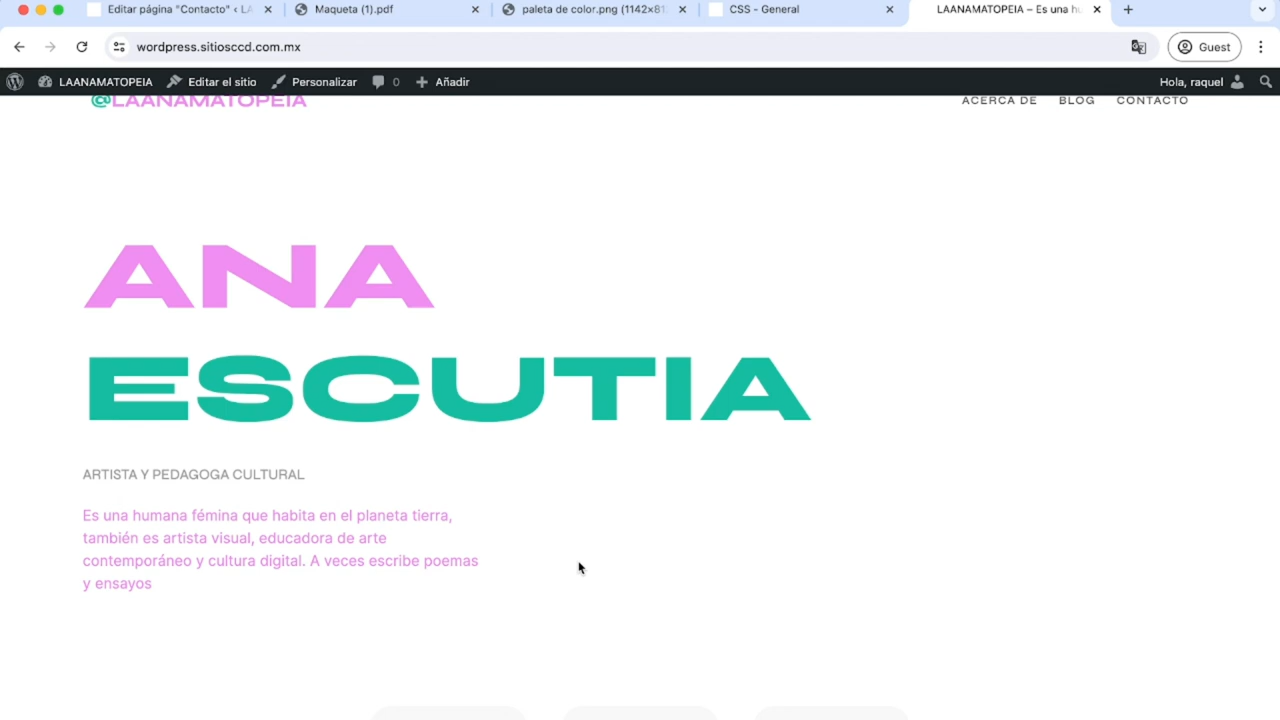 Editar página "Contacto" ‹ LA
Maqueta (1).pdf
paleta de color.png (1142×81
CSS - General
LAANAMATOPEIA – Es una hu
wordpress.sitiosccd.com.mx
Guest
LAANAMATOPEIA
Editar el sitio
Personalizar
0
Añadir
Hola, raquel
@LAANAMATOPEIA
ACERCA DE
BLOG
CONTACTO
ANA
ESCUTIA
ARTISTA Y PEDAGOGA CULTURAL
Es una humana fémina que habita en el planeta tierra,
también es artista visual, educadora de arte
contemporáneo y cultura digital. A veces escribe poemas
y ensayos